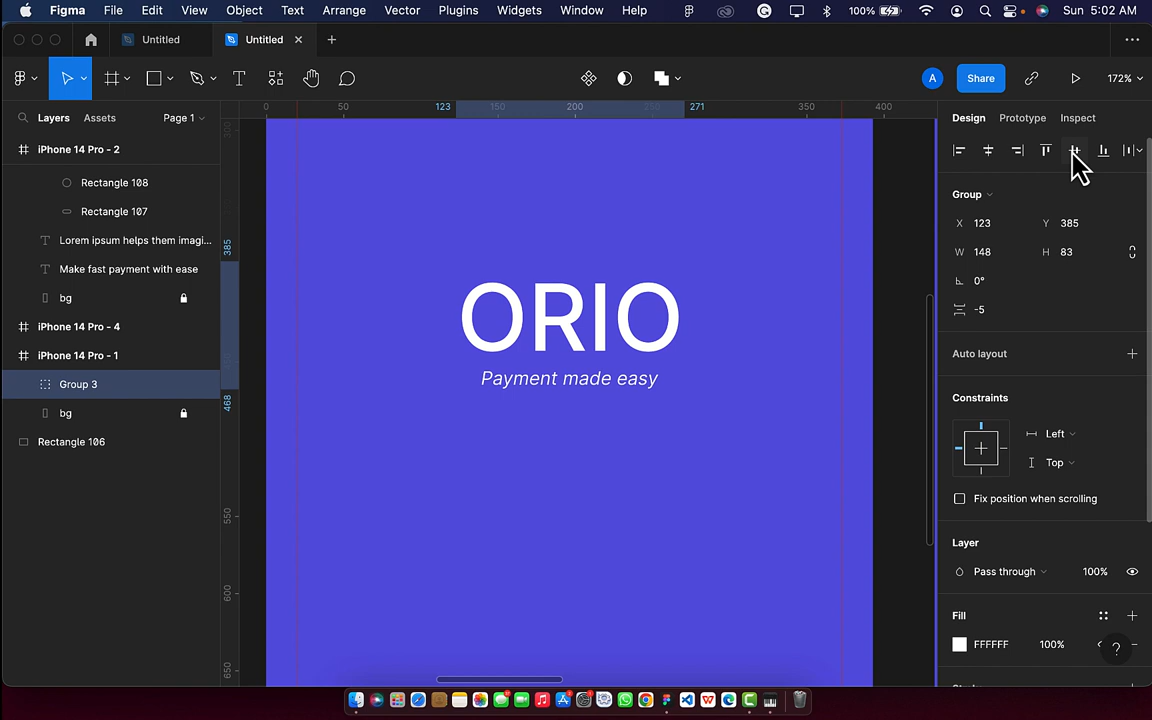 Figma File Edit View Object Text Arrange Vector Plugins Widgets Window Help 100% Sun 5:02 AM
Untitled Untitled
A Share 172%
Layers Assets Page 1
iPhone 14 Pro - 2
Rectangle 108
Rectangle 107
Lorem ipsum helps them imagi...
Make fast payment with ease
bg
iPhone 14 Pro - 4
iPhone 14 Pro - 1
Group 3
bg
Rectangle 106
0 50 123 150 200 250 271 350 400
300
385
468
550
600
650
ORIO
Payment made easy
Design Prototype Inspect
Group
X 123 Y 385
W 148 H 83
0°
-5
Auto layout
Constraints
Left
Top
Fix position when scrolling
Layer
Pass through 100%
Fill
FFFFFF 100%
?